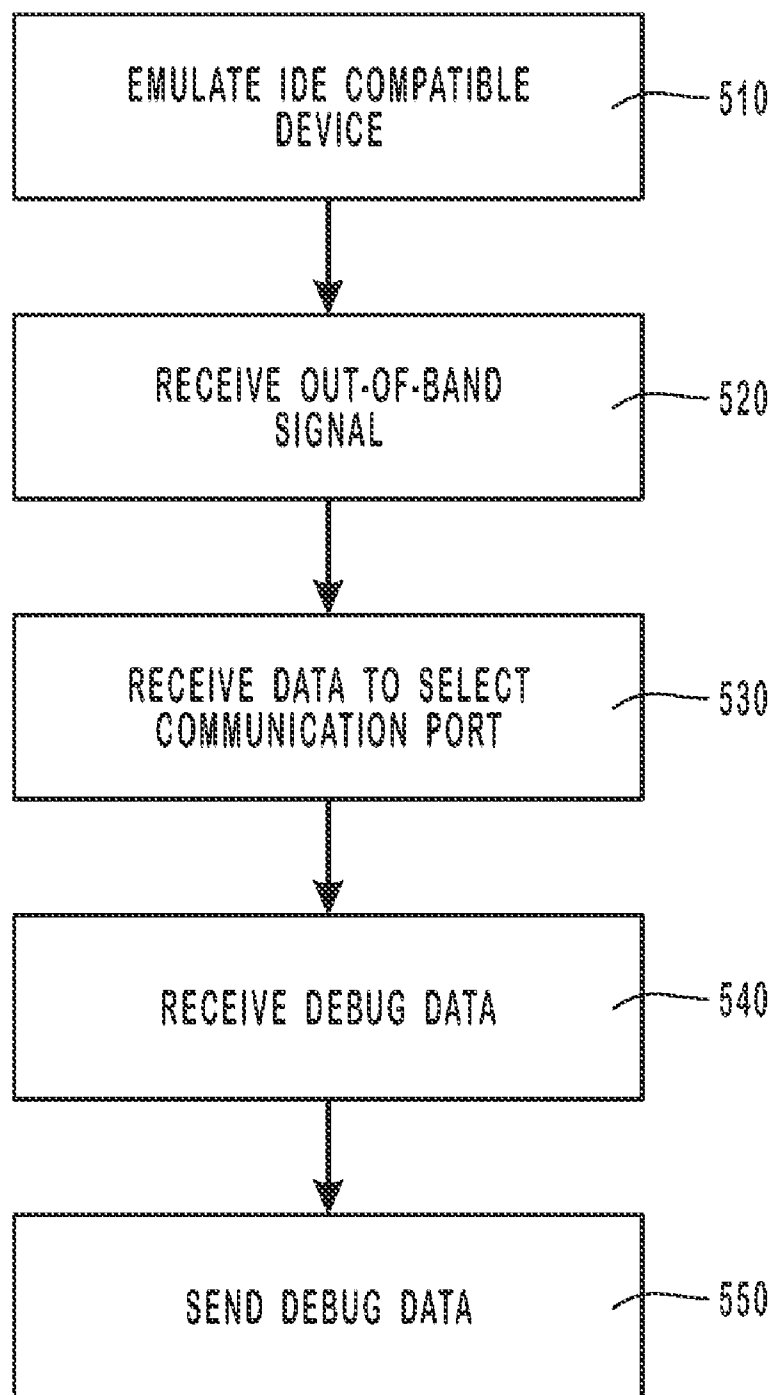 EMULATE IDE COMPATIBLE
DEVICE
510
RECEIVE OUT-OF-BAND
SIGNAL
520
RECEIVE DATA TO SELECT
COMMUNICATION PORT
530
RECEIVE DEBUG DATA
540
SEND DEBUG DATA
550